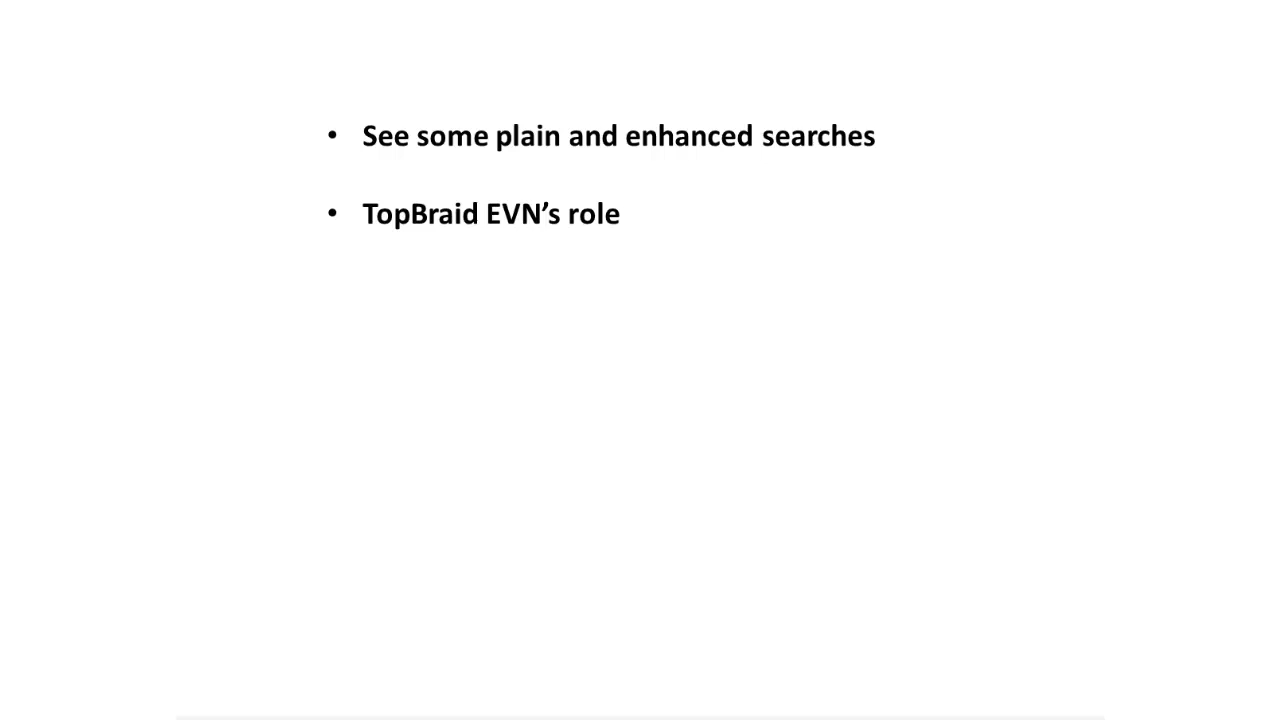 • See some plain and enhanced searches
• TopBraid EVN’s role